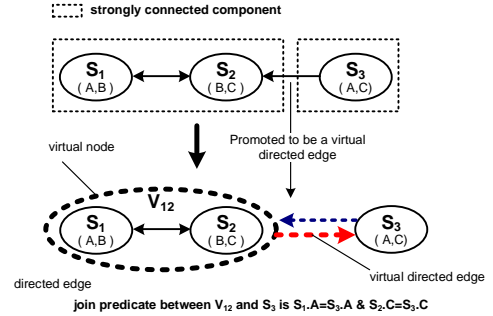 strongly connected component
S1 S2 S3
( A,B ) ( B,C ) ( A,C )
Promoted to be a virtual
directed edge
virtual node
V12
S1 S2 S3
( A,B ) ( B,C ) ( A,C )
directed edge
virtual directed edge
join predicate between V12 and S3 is S1.A=S3.A & S2.C=S3.C